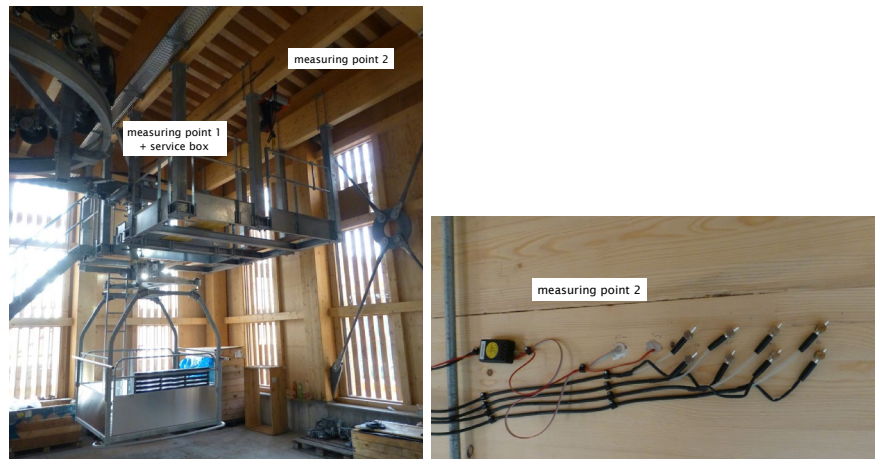 measuring point 2
measuring point 1
+ service box
measuring point 2